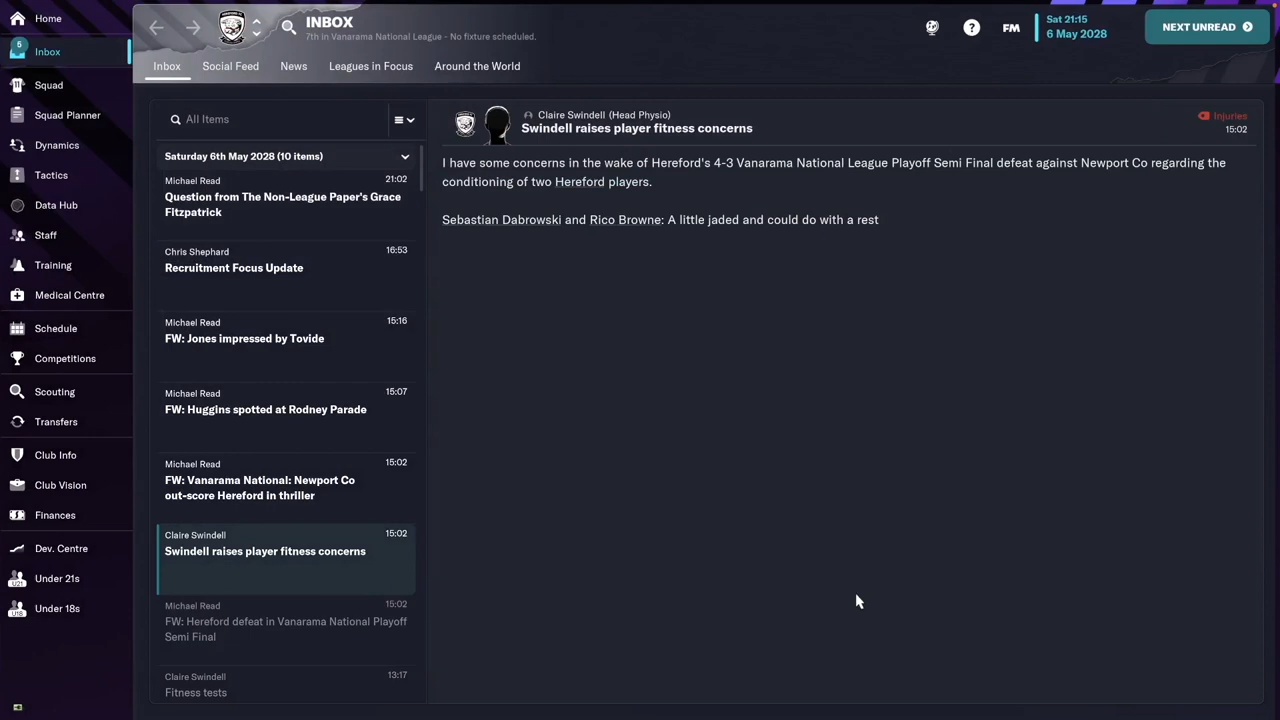 Home
5
Inbox
Squad
Squad Planner
Dynamics
Tactics
Data Hub
Staff
Training
Medical Centre
Schedule
Competitions
Scouting
Transfers
Club Info
Club Vision
Finances
Dev. Centre
U21
Under 21s
U18
Under 18s
INBOX
7th in Vanarama National League - No fixture scheduled.
?
FM
Sat 21:15
6 May 2028
NEXT UNREAD
Inbox
Social Feed
News
Leagues in Focus
Around the World
All Items
Saturday 6th May 2028 (10 items)
Michael Read
21:02
Question from The Non-League Paper's Grace
Fitzpatrick
Chris Shephard
16:53
Recruitment Focus Update
Michael Read
15:16
FW: Jones impressed by Tovide
Michael Read
15:07
FW: Huggins spotted at Rodney Parade
Michael Read
15:02
FW: Vanarama National: Newport Co
out-score Hereford in thriller
Claire Swindell
15:02
Swindell raises player fitness concerns
Michael Read
15:02
FW: Hereford defeat in Vanarama National Playoff
Semi Final
Claire Swindell
13:17
Fitness tests
Claire Swindell (Head Physio)
Swindell raises player fitness concerns
Injuries
15:02
I have some concerns in the wake of Hereford's 4-3 Vanarama National League Playoff Semi Final defeat against Newport Co regarding the
conditioning of two Hereford players.
Sebastian Dabrowski and Rico Browne: A little jaded and could do with a rest